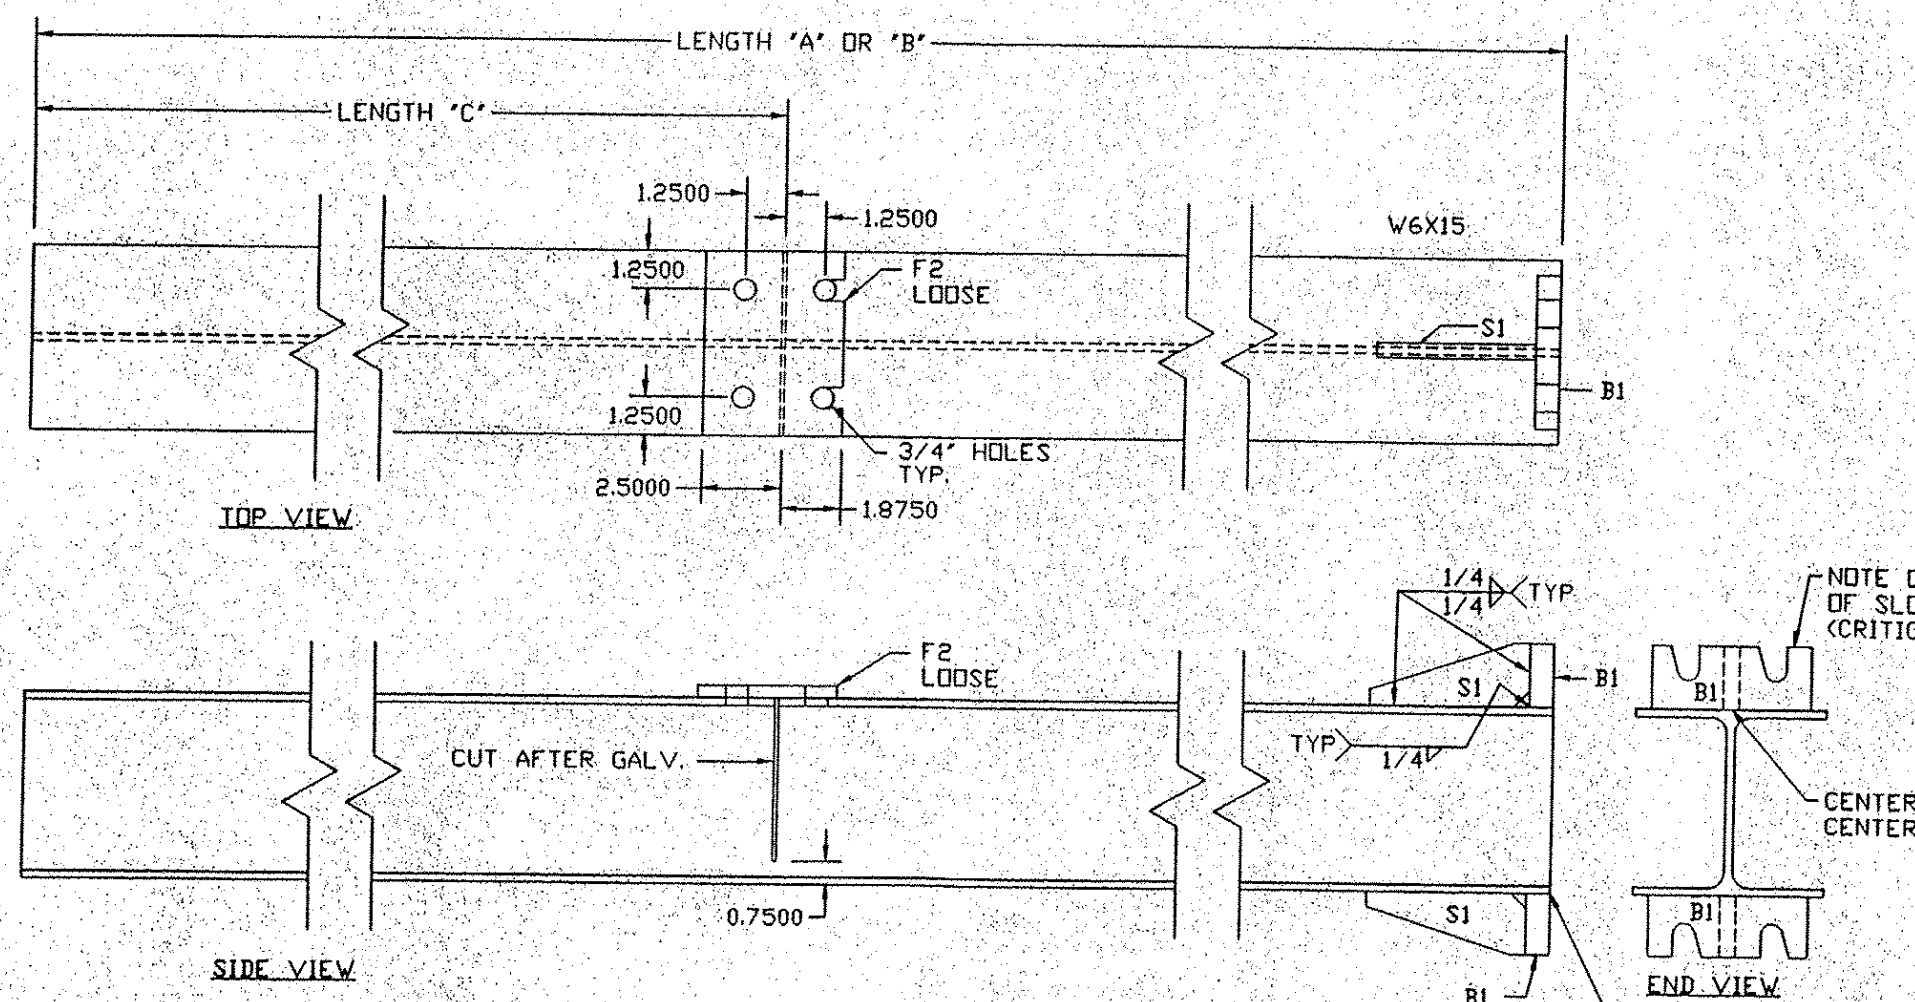 LENGTH 'A' OR 'B'
LENGTH 'C'
1.2500
1.2500
W6X15
1.2500
F2
LOOSE
S1
B1
1.2500
3/4" HOLES
TYP.
2.5000
1.8750
TOP VIEW
1/4
1/4
TYP
NOTE
OF
F2
LOOSE
S1
B1
B1
CUT AFTER GALV.
TYP
1/4
CENTER
CENTER
0.7500
S1
B1
SIDE VIEW
B1
END VIEW